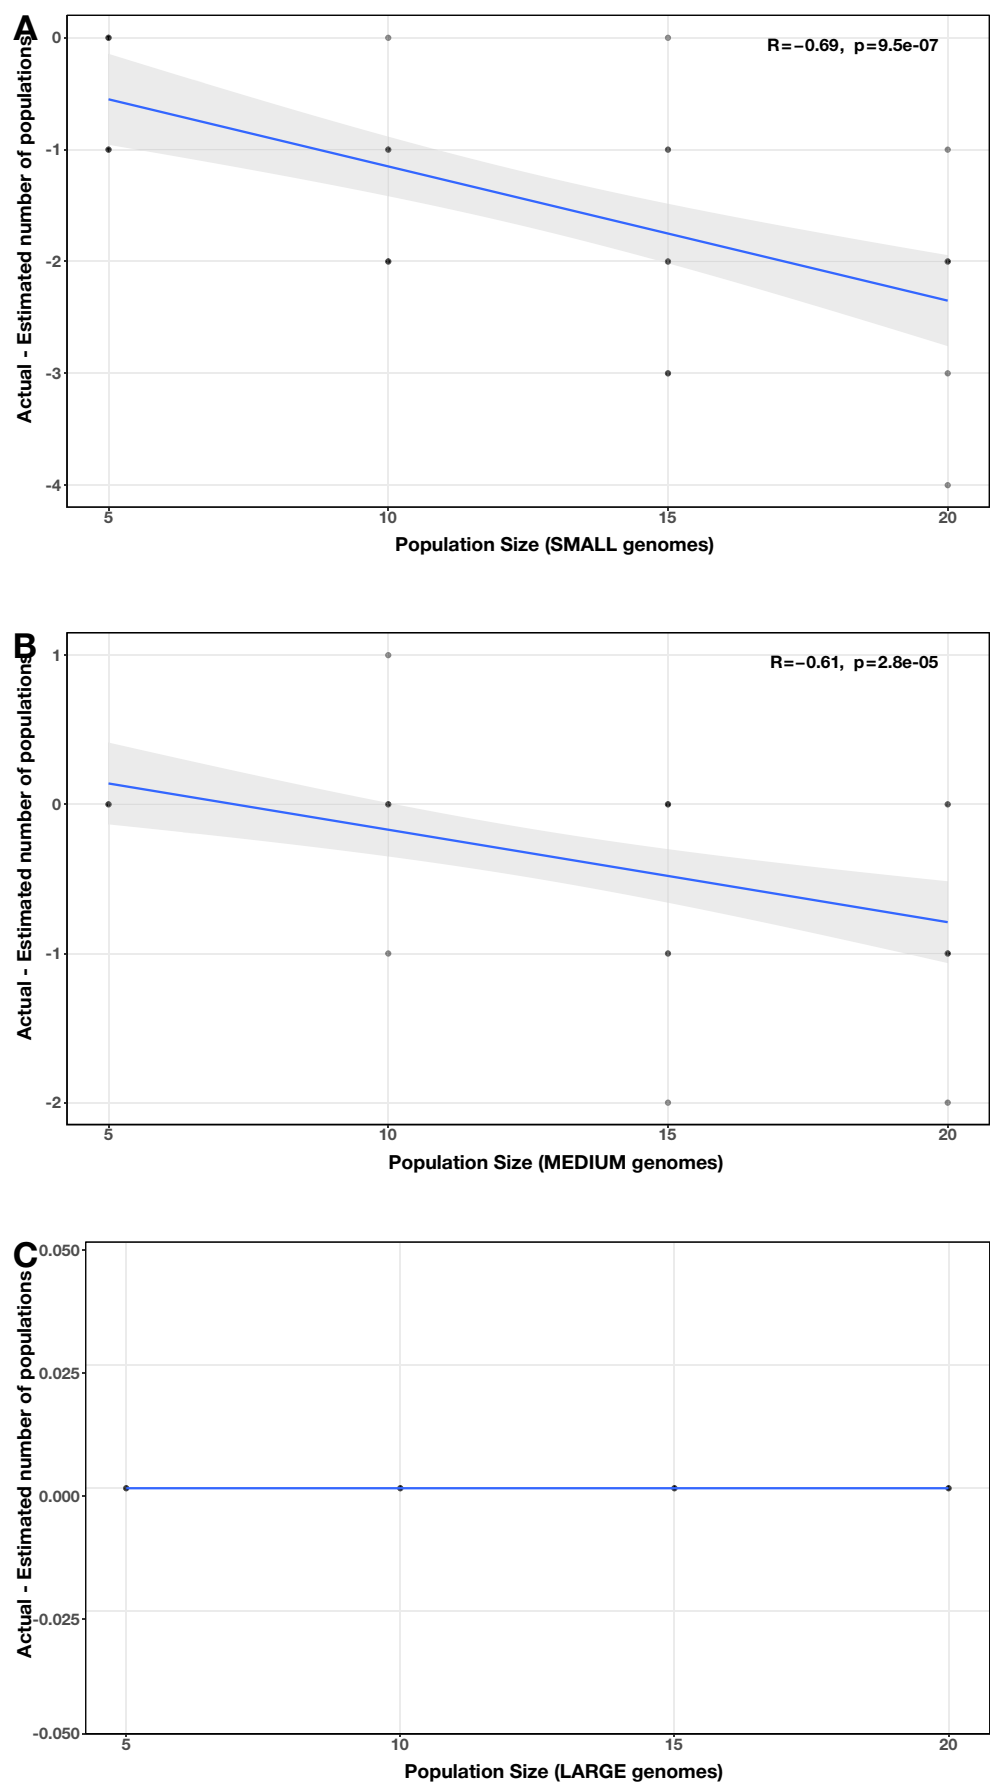 A
Actual - Estimated number of populations
0
-1
-2
-3
-4
R=−0.69, p=9.5e-07
5
10
15
20
Population Size (SMALL genomes)
B
Actual - Estimated number of populations
1
0
-1
-2
R=−0.61, p=2.8e-05
5
10
15
20
Population Size (MEDIUM genomes)
C
Actual - Estimated number of populations
0.050
0.025
0.000
-0.025
-0.050
5
10
15
20
Population Size (LARGE genomes)